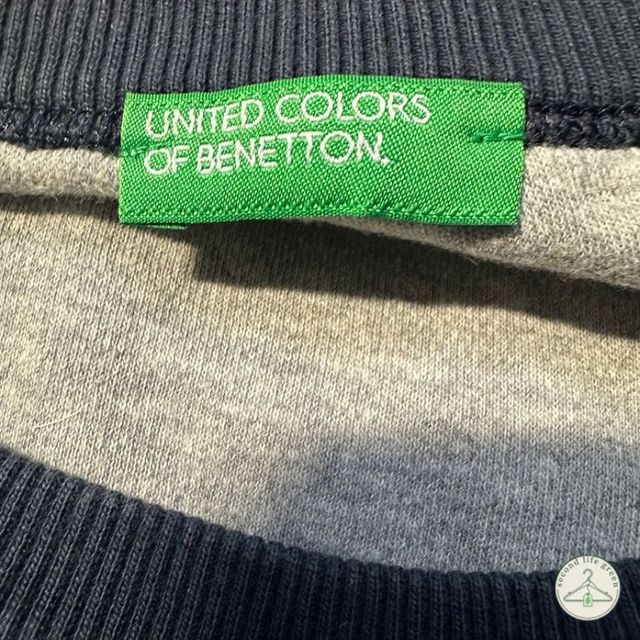 UNITED COLORS
OF BENETTON.
second life green